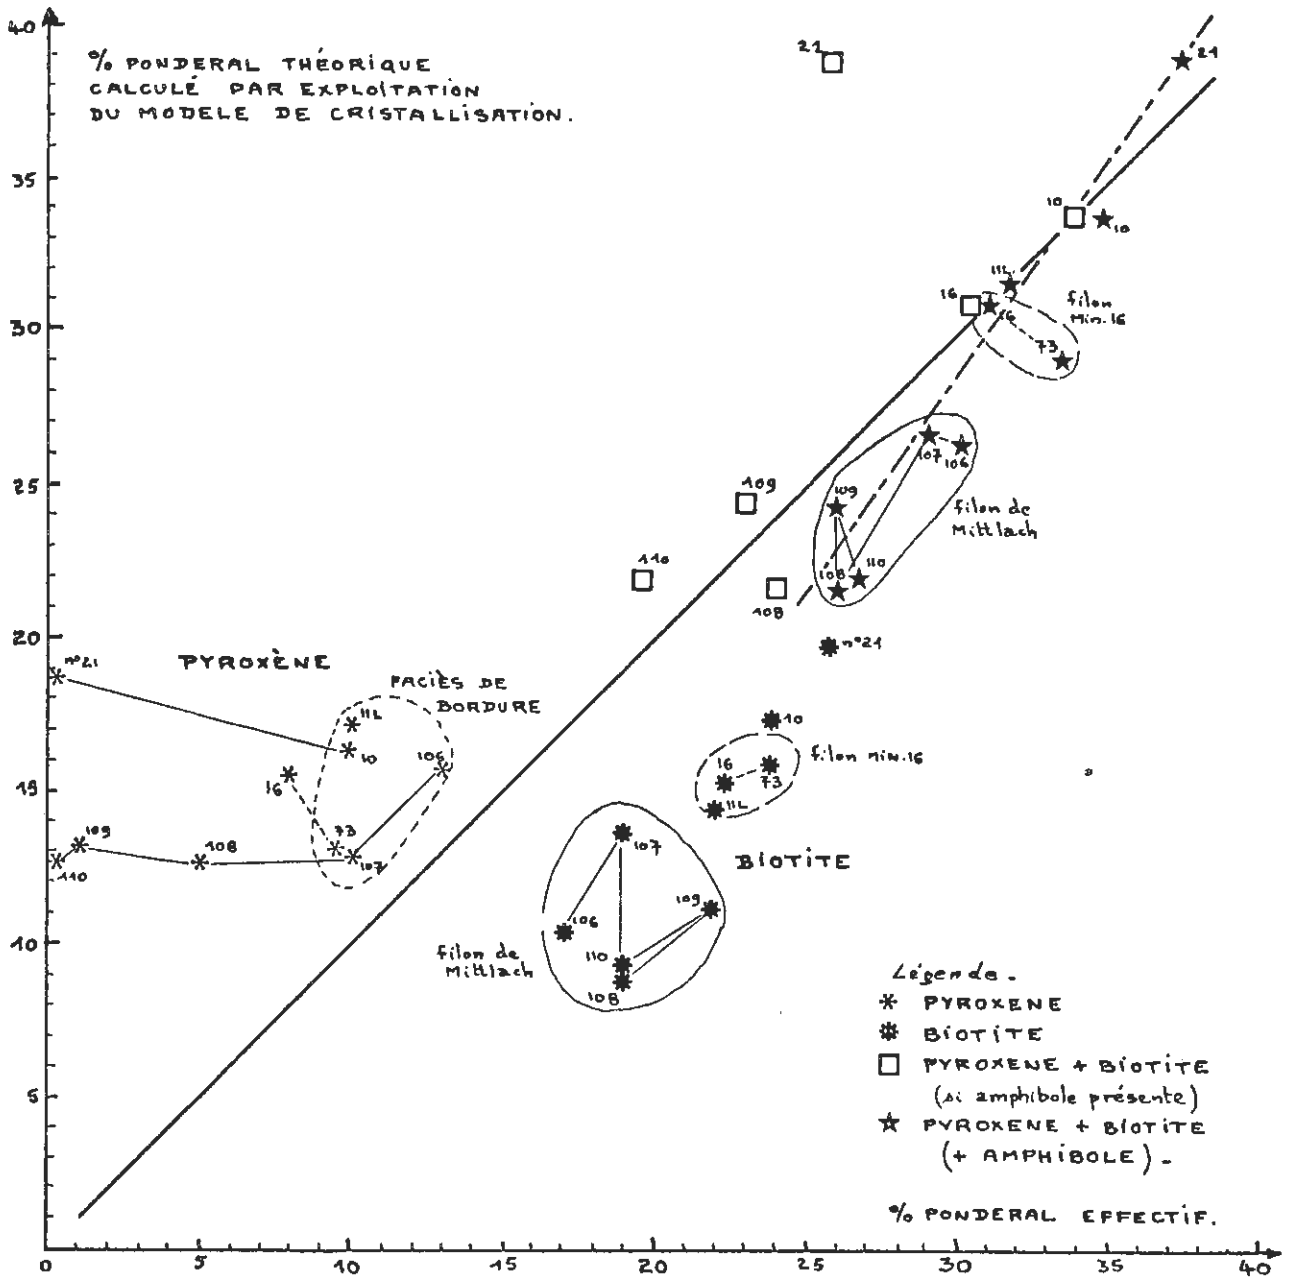 40
% PONDERAL THÉORIQUE
CALCULÉ PAR EXPLOITATION
DU MODELE DE CRISTALLISATION.
21
21
35
10
10
11L
16
16
filon
Min.16
73
30
107
106
25
109
109
filon de
Mittlach
110
108
110
108
20
n°21
n°21
PYROXÈNE
FACIÈS DE
BORDURE
11L
10
10
106
16
filon min.16
16
73
15
11L
73
109
108
107
110
107
BIOTITE
109
106
filon de
Mittlach
110
108
10
Légende.
PYROXENE
BIOTITE
PYROXENE + BIOTITE
(si amphibole présente)
PYROXENE + BIOTITE
(+ AMPHIBOLE).
5
% PONDERAL EFFECTIF.
0 5 10 15 20 25 30 35 40